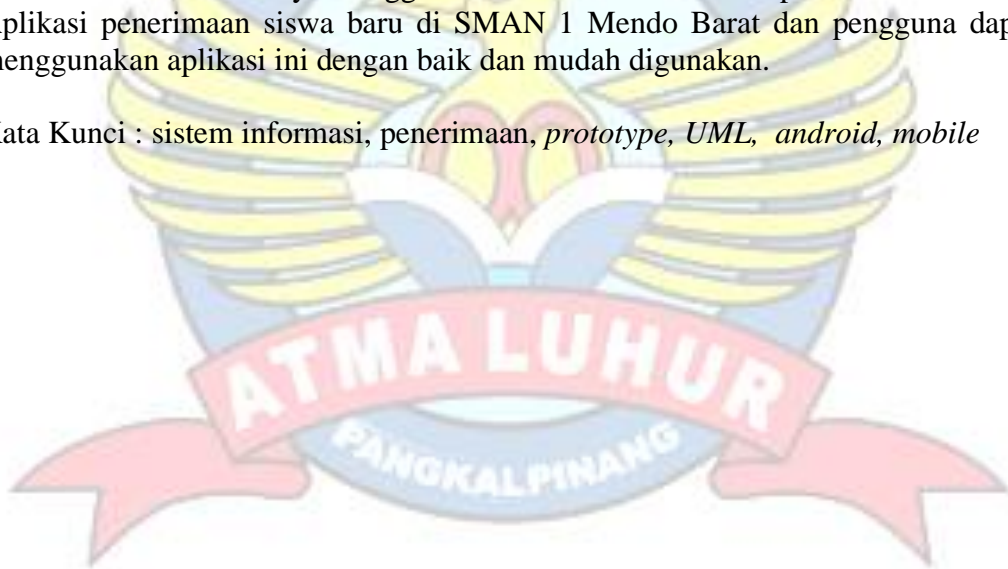 aplikasi penerimaan siswa baru di SMAN 1 Mendo Barat dan pengguna
menggunakan aplikasi ini dengan baik dan mudah digunakan.
Kata Kunci : sistem informasi, penerimaan, prototype, UML, android, mobile
ATMA LUHUR
PANGKALPINANG